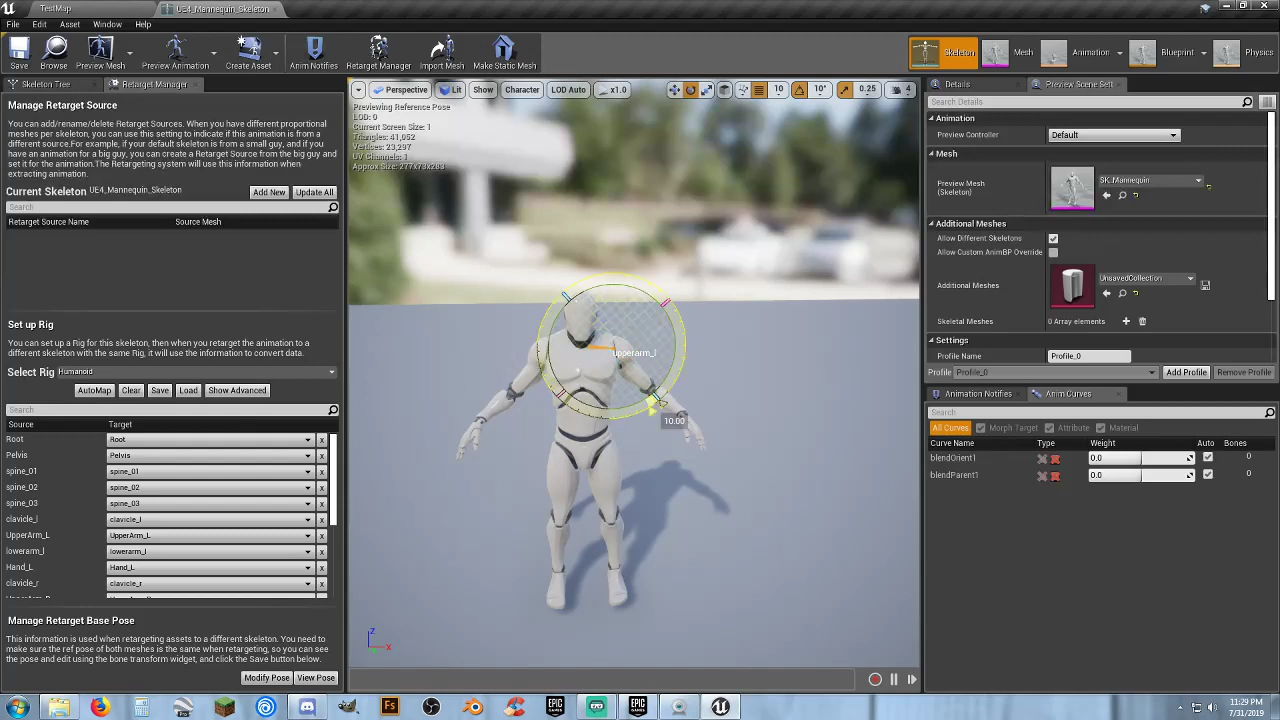 TestMap
UE4_Mannequin_Skeleton
File Edit Asset Window Help
Save
Browse
Preview Mesh
Preview Animation
Create Asset
Anim Notifies
Retarget Manager
Import Mesh
Make Static Mesh
Skeleton
Mesh
Animation
Blueprint
Physics
Skeleton Tree
Retarget Manager
Manage Retarget Source
You can add/rename/delete Retarget Sources. When you have different proportional
meshes per skeleton, you can use this setting to indicate if this animation is from a
different source.For example, if your default skeleton is from a small guy, and if you
have an animation for a big guy, you can create a Retarget Source from the big guy and
set it for the animation.The Retargeting system will use this information when
extracting animation.
Current Skeleton UE4_Mannequin_Skeleton
Add New
Update All
Search
Retarget Source Name Source Mesh
Set up Rig
You can set up a Rig for this skeleton, then when you retarget the animation to a
different skeleton with the same Rig, it will use the information to convert data.
Select Rig Humanoid
AutoMap Clear Save Load Show Advanced
Search
Source Target
Root Root x
Pelvis Pelvis x
spine_01 spine_01 x
spine_02 spine_02 x
spine_03 spine_03 x
clavicle_l clavicle_l x
UpperArm_L UpperArm_L x
lowerarm_l lowerarm_l x
Hand_L Hand_L x
clavicle_r clavicle_r x
Manage Retarget Base Pose
This information is used when retargeting assets to a different skeleton. You need to
make sure the ref pose of both meshes is the same when retargeting, so you can see
the pose and edit using the bone transform widget, and click the Save button below.
Modify Pose View Pose
Perspective Lit Show Character LOD Auto x1.0
10 10° 0.25 4
Previewing Reference Pose
LOD: 0
Current Screen Size: 1
Triangles: 41,052
Vertices: 23,297
UV Channels: 1
Approx Size: 277x73x283
upperarm_l
10.00
Z
X
Details
Preview Scene Sett
Search Details
Animation
Preview Controller Default
Mesh
Preview Mesh
(Skeleton)
SK_Mannequin
Additional Meshes
Allow Different Skeletons
Allow Custom AnimBP Override
Additional Meshes UnsavedCollection
Skeletal Meshes 0 Array elements
Settings
Profile Name Profile_0
Profile Profile_0 Add Profile Remove Profile
Animation Notifies
Anim Curves
Search
All Curves Morph Target Attribute Material
Curve Name Type Weight Auto Bones
blendOrient1 0.0 0
blendParent1 0.0 0
Pro
Fs
EPIC
GAMES
EPIC
GAMES
11:29 PM
7/31/2019